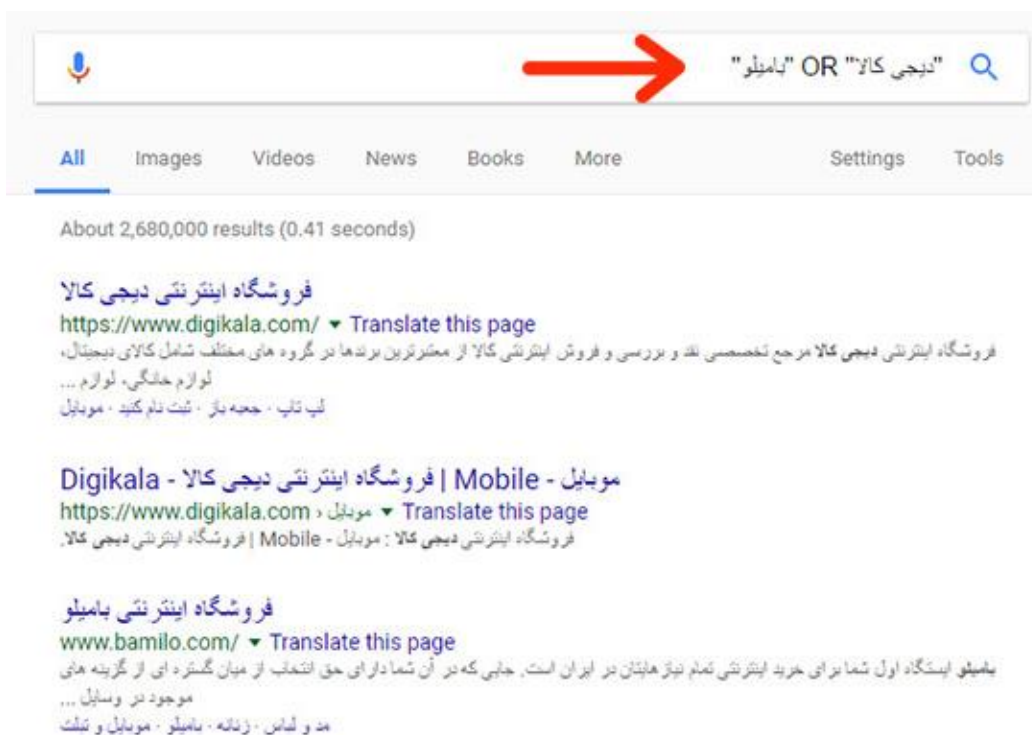 "دیجی کالا" OR "بامیلو"
All Images Videos News Books More Settings Tools
About 2,680,000 results (0.41 seconds)
فروشگاه اینترنتی دیجی کالا
https://www.digikala.com/ ▾ Translate this page
فروشگاه اینترنتی دیجی کالا مرجع تخصصی نقد و بررسی و فروش اینترنتی کالا از معتبرترین برندها در گروه های مختلف شامل کالای دیجیتال،
لوازم خانگی، لوازم ...
لپ تاپ · جعبه باز · ثبت نام کنید · موبایل
موبایل - Mobile | فروشگاه اینترنتی دیجی کالا - Digikala
https://www.digikala.com › موبایل ▾ Translate this page
فروشگاه اینترنتی دیجی کالا : موبایل - Mobile | فروشگاه اینترنتی دیجی کالا.
فروشگاه اینترنتی بامیلو
www.bamilo.com/ ▾ Translate this page
بامیلو ایستگاه اول شما برای خرید اینترنتی تمام نیازهایتان در ایران است. جایی که در آن شما دارای حق انتخاب از میان گستره ای از گزینه های
موجود در وسایل ...
مد و لباس · زنانه · بامیلو · موبایل و تبلت